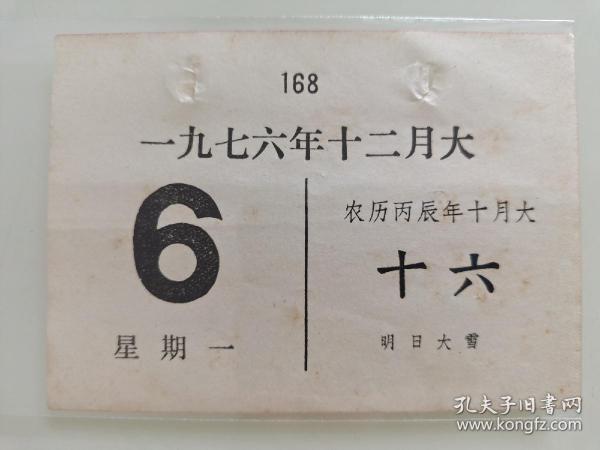 168
一九七六年十二月大
6
星期一
农历丙辰年十月大
十六
明日大雪
孔夫子旧书网
www.kongfz.com